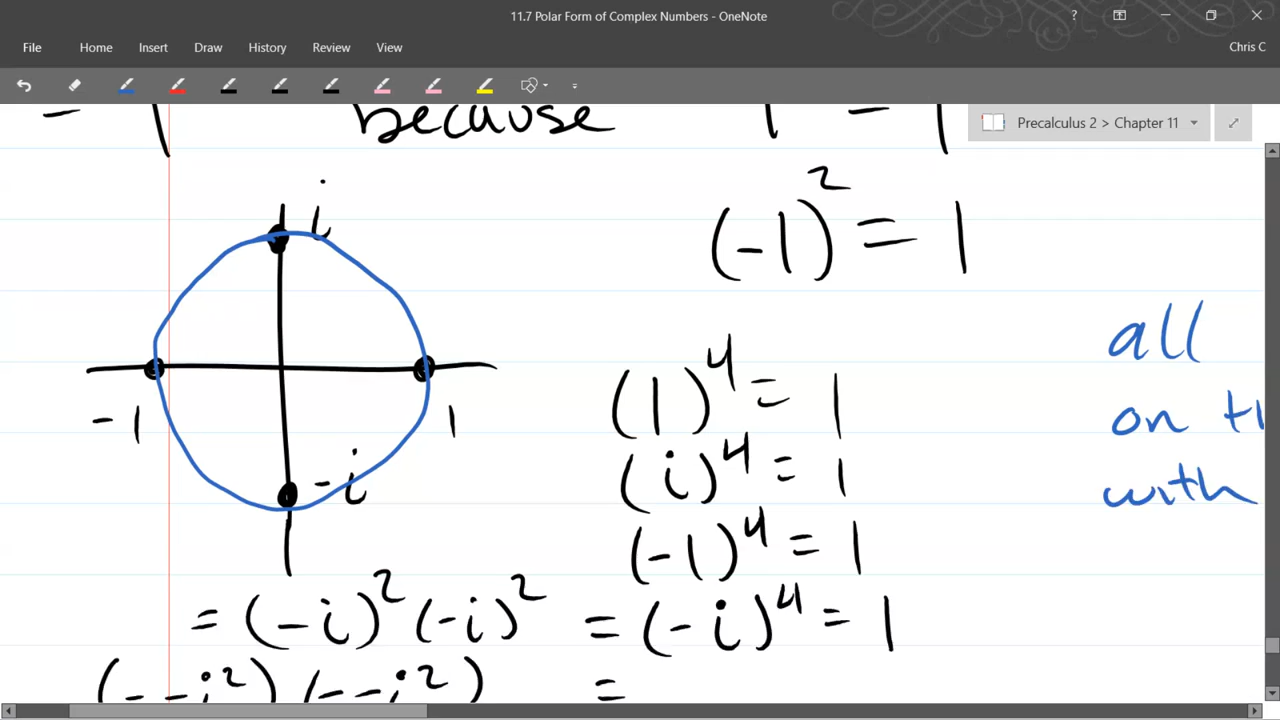 11.7 Polar Form of Complex Numbers - OneNote
File Home Insert Draw History Review View
Chris C
Precalculus 2 > Chapter 11
because
(-1)² = 1
i
-1
1
-i
(1)⁴ = 1
(i)⁴ = 1
(-1)⁴ = 1
= (-i)² (-i)² = (-i)⁴ = 1
(--i²) (--i²) =
all
on
with